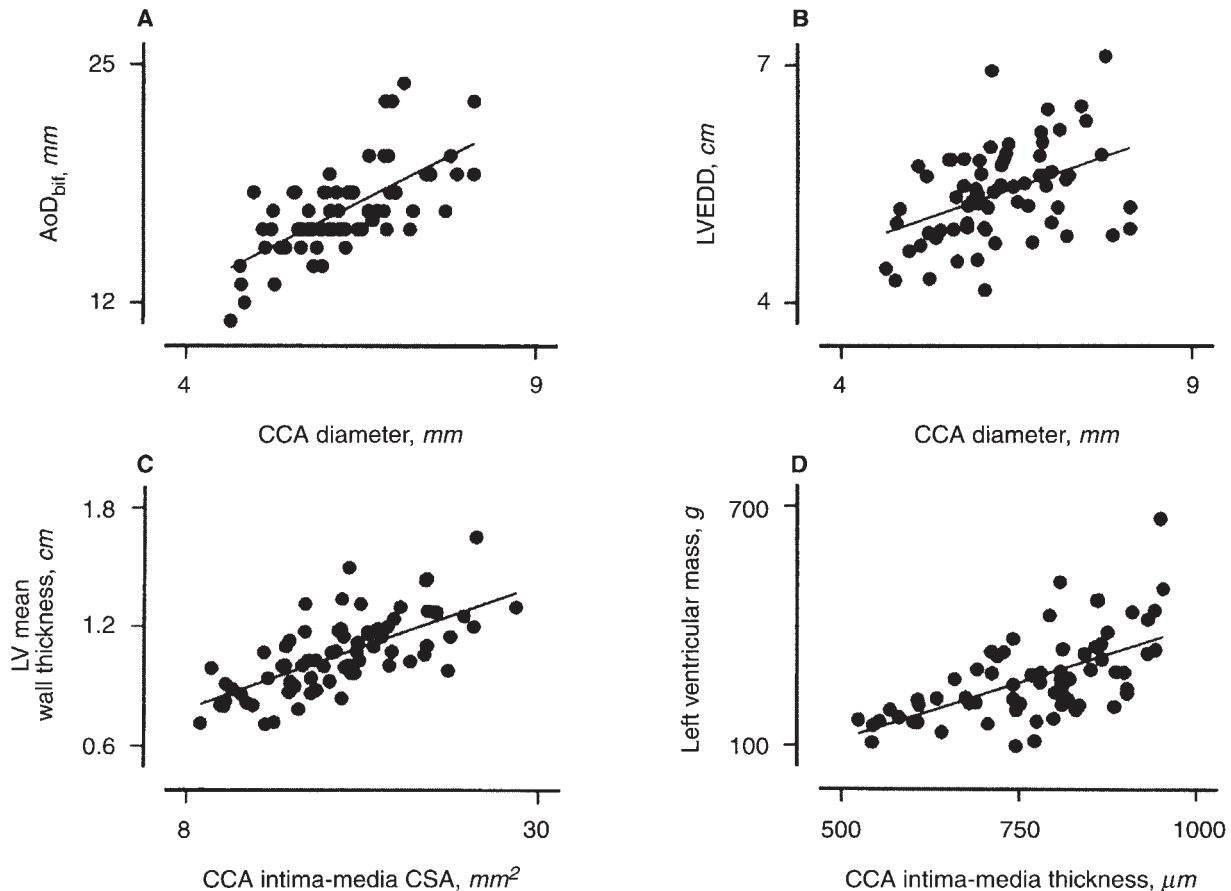 A
25
AoD_bif, mm
12
4 9
CCA diameter, mm
B
7
LVEDD, cm
4
4 9
CCA diameter, mm
C
1.8
LV mean
wall thickness, cm
1.2
0.6
8 30
CCA intima-media CSA, mm²
D
700
Left ventricular mass, g
100
500 750 1000
CCA intima-media thickness, µm